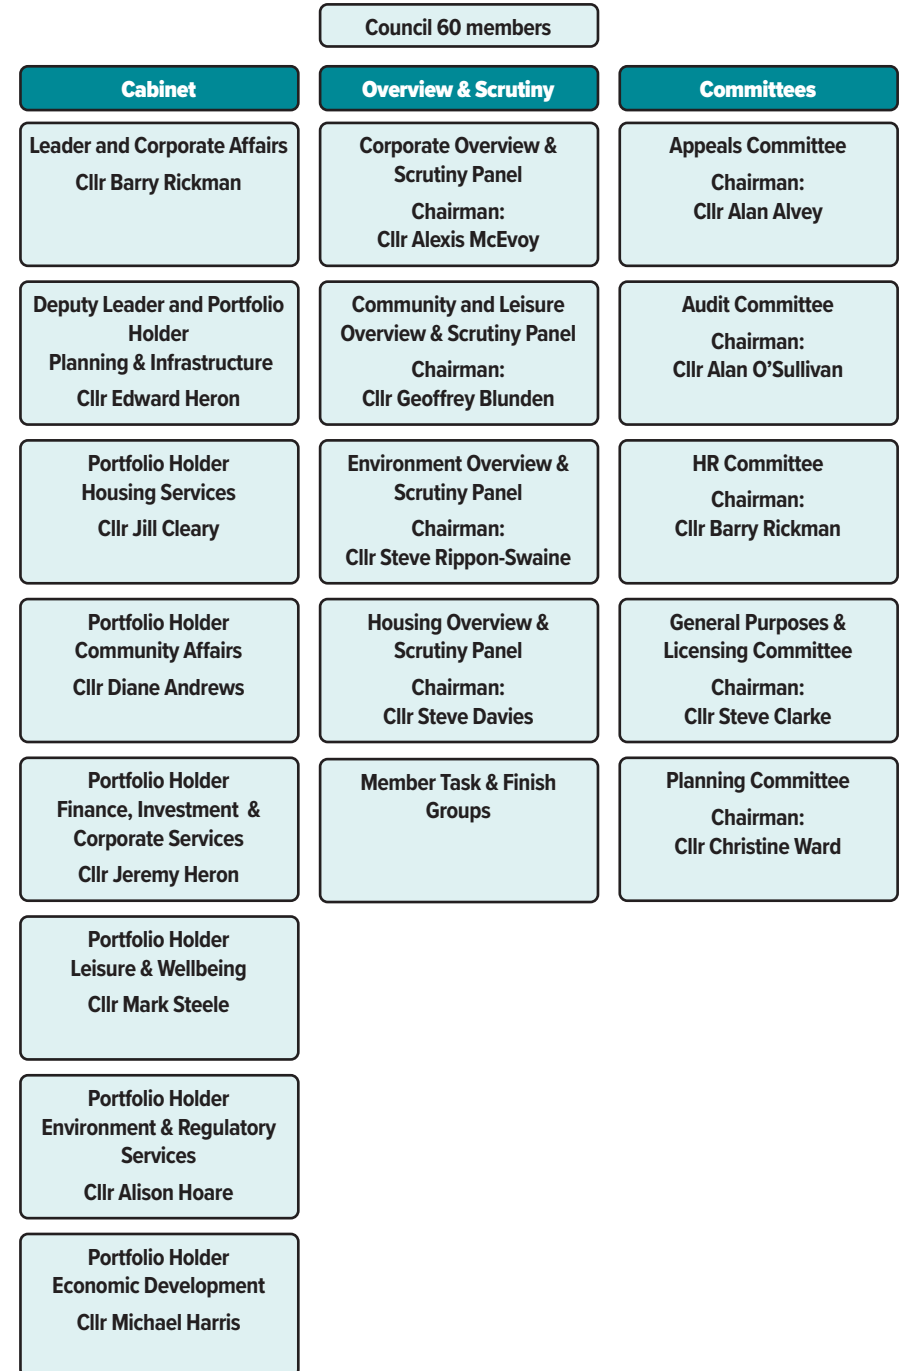 Council 60 members
Cabinet
Leader and Corporate Affairs
Cllr Barry Rickman
Deputy Leader and Portfolio
Holder
Planning & Infrastructure
Cllr Edward Heron
Portfolio Holder
Housing Services
Cllr Jill Cleary
Portfolio Holder
Community Affairs
Cllr Diane Andrews
Portfolio Holder
Finance, Investment &
Corporate Services
Cllr Jeremy Heron
Portfolio Holder
Leisure & Wellbeing
Cllr Mark Steele
Portfolio Holder
Environment & Regulatory
Services
Cllr Alison Hoare
Portfolio Holder
Economic Development
Cllr Michael Harris
Overview & Scrutiny
Corporate Overview &
Scrutiny Panel
Chairman:
Cllr Alexis McEvoy
Community and Leisure
Overview & Scrutiny Panel
Chairman:
Cllr Geoffrey Blunden
Environment Overview &
Scrutiny Panel
Chairman:
Cllr Steve Rippon-Swaine
Housing Overview &
Scrutiny Panel
Chairman:
Cllr Steve Davies
Member Task & Finish
Groups
Committees
Appeals Committee
Chairman:
Cllr Alan Alvey
Audit Committee
Chairman:
Cllr Alan O’Sullivan
HR Committee
Chairman:
Cllr Barry Rickman
General Purposes &
Licensing Committee
Chairman:
Cllr Steve Clarke
Planning Committee
Chairman:
Cllr Christine Ward